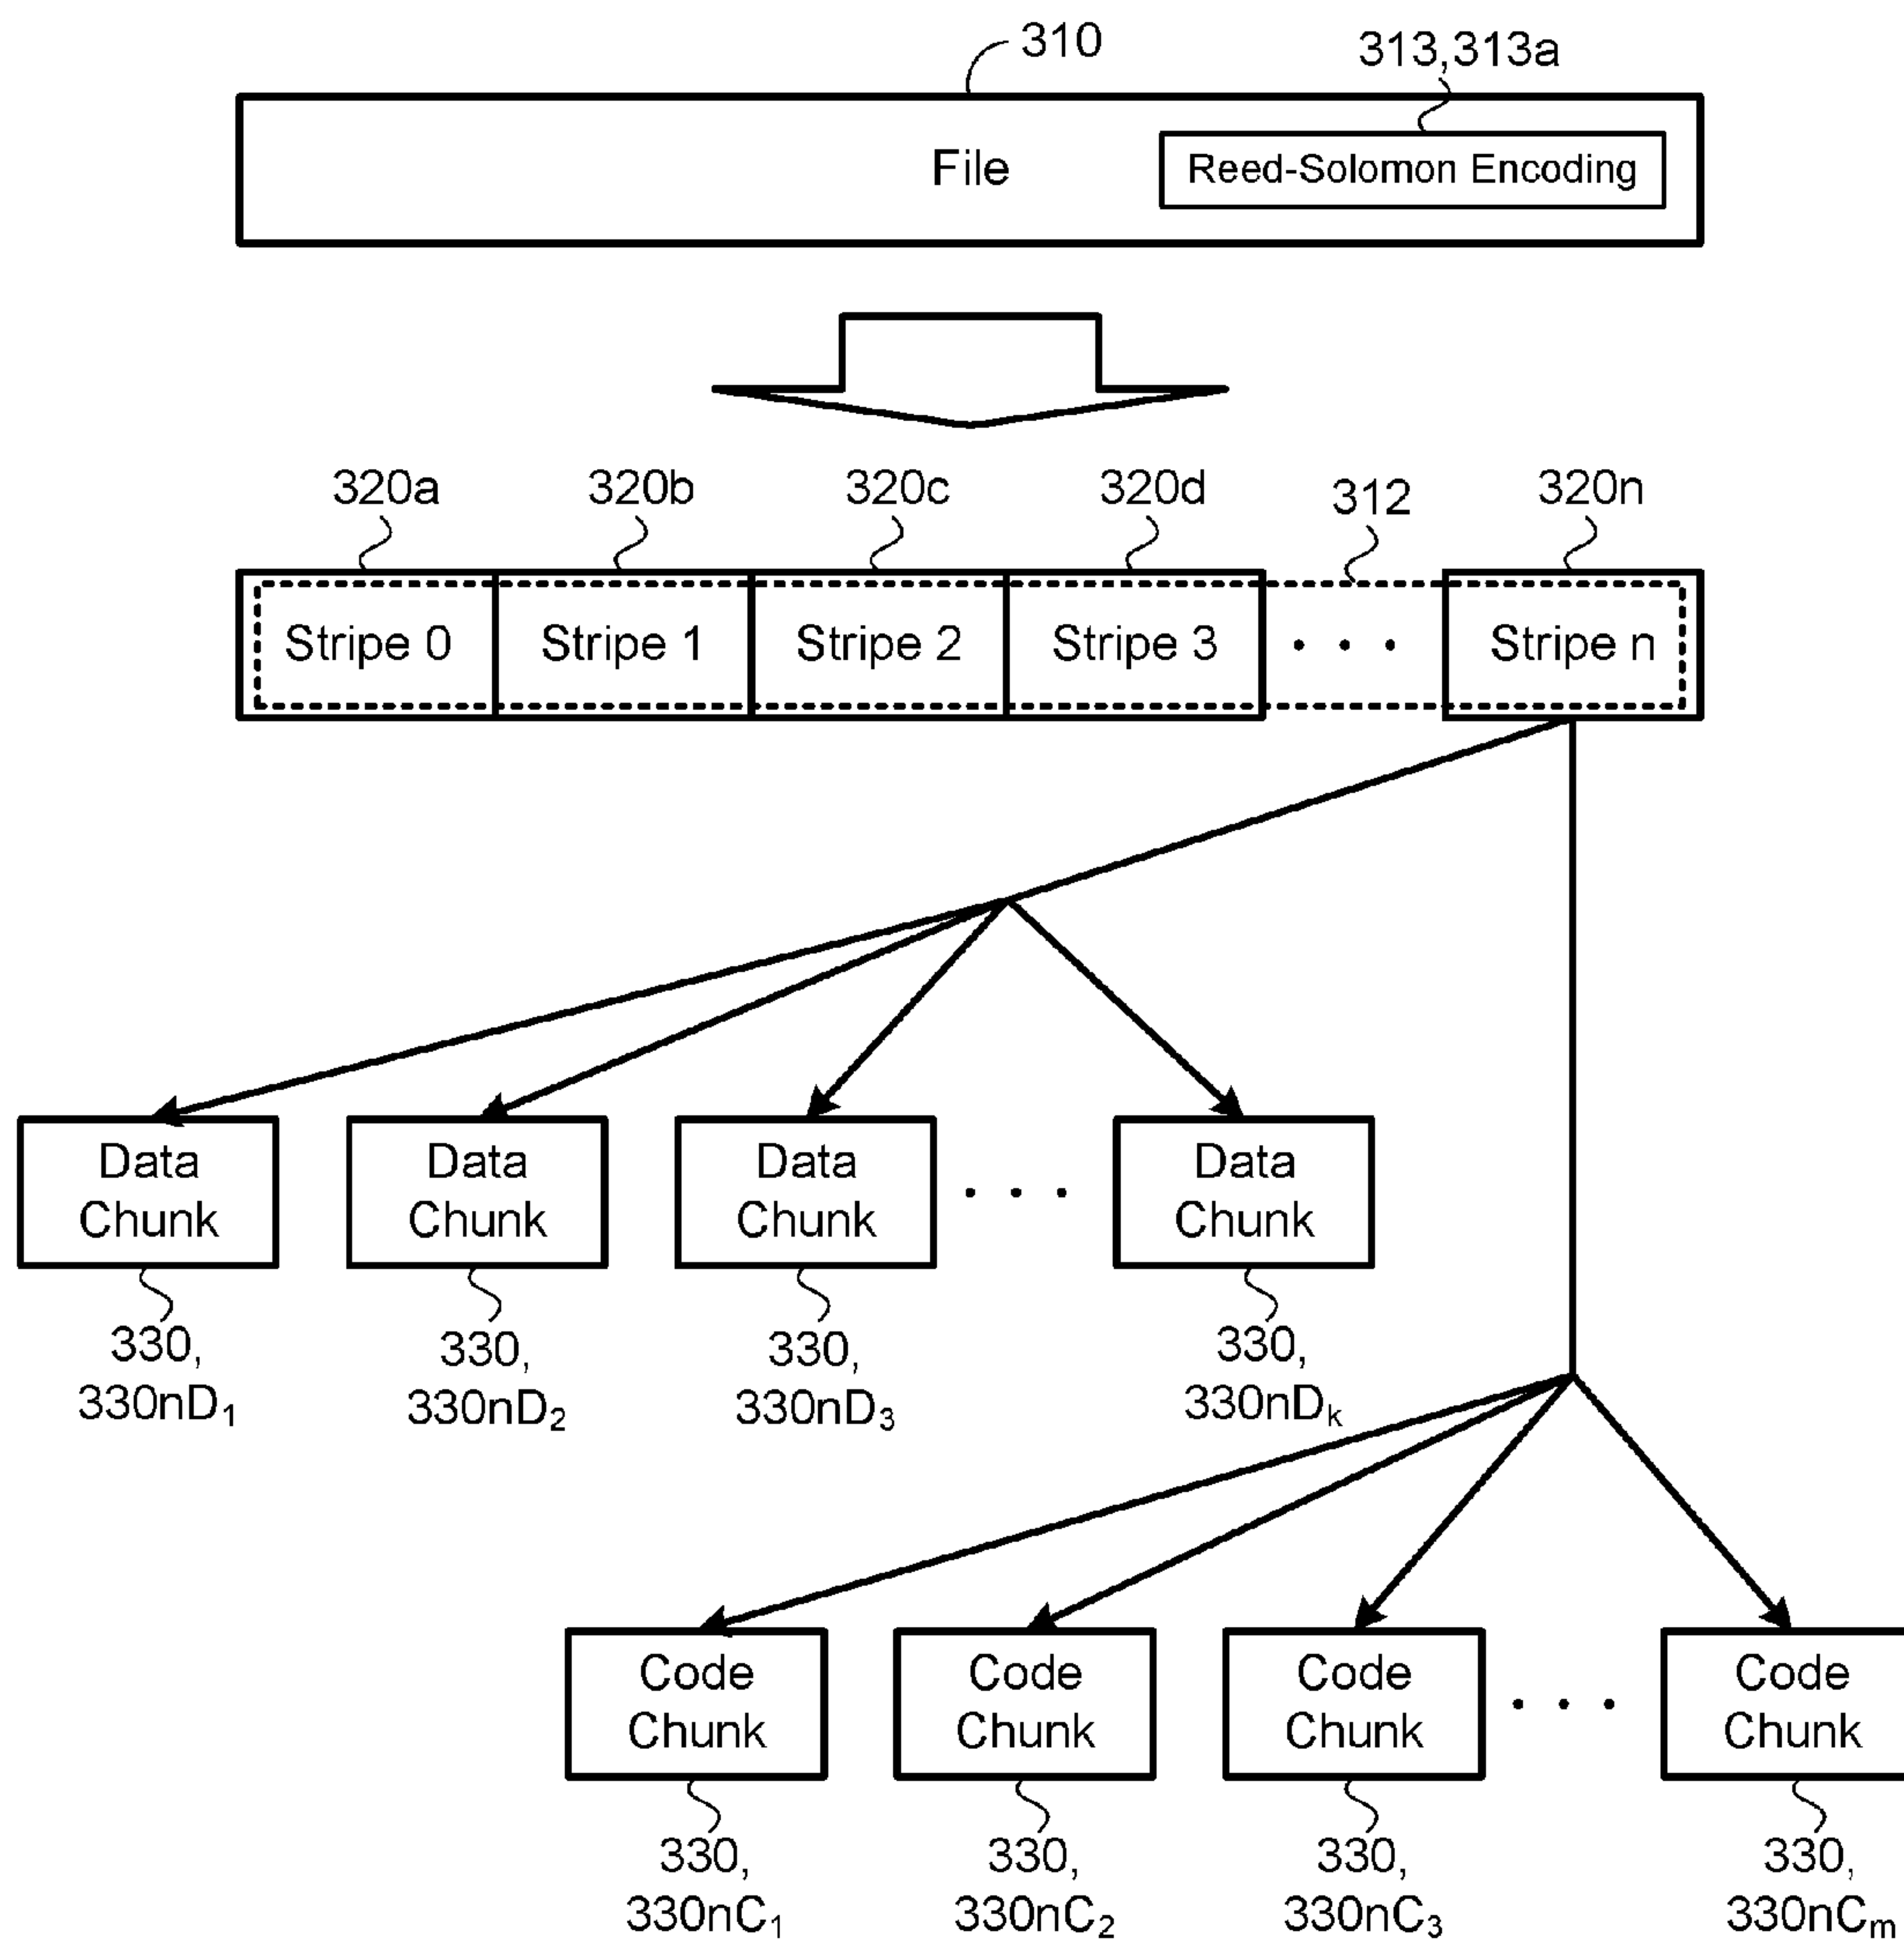 310
313,313a
File
Reed-Solomon Encoding
320a
320b
320c
320d
312
320n
Stripe 0
Stripe 1
Stripe 2
Stripe 3
. . .
Stripe n
Data
Chunk
Data
Chunk
Data
Chunk
. . .
Data
Chunk
330,
330nD₁
330,
330nD₂
330,
330nD₃
330,
330nDₖ
Code
Chunk
Code
Chunk
Code
Chunk
. . .
Code
Chunk
330,
330nC₁
330,
330nC₂
330,
330nC₃
330,
330nCₘ